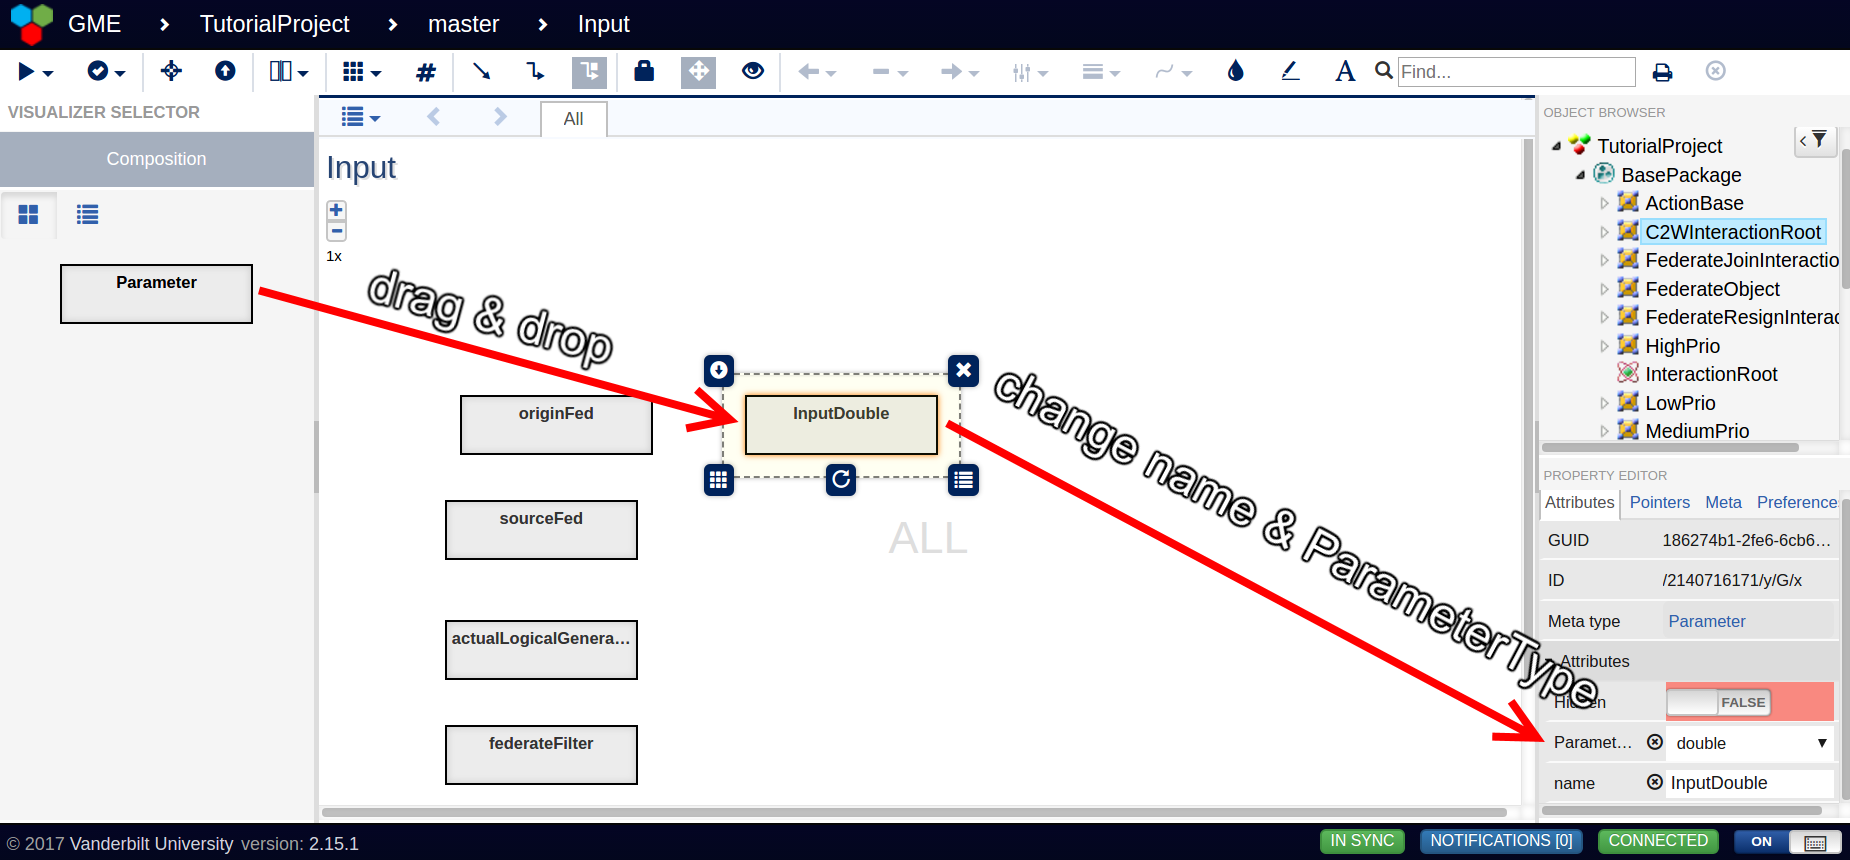 GME > TutorialProject > master > Input
Find...
VISUALIZER SELECTOR
Composition
Parameter
All
Input
1x
drag & drop
originFed
InputDouble
sourceFed
ALL
actualLogicalGenera...
federateFilter
change name & ParameterType
OBJECT BROWSER
TutorialProject
BasePackage
ActionBase
C2WInteractionRoot
FederateJoinInteractio
FederateObject
FederateResignInterac
HighPrio
InteractionRoot
LowPrio
MediumPrio
PROPERTY EDITOR
Attributes Pointers Meta Preference
GUID 186274b1-2fe6-6cb6...
ID /2140716171/y/G/x
Meta type Parameter
Attributes
Hidden FALSE
Paramet... double
name InputDouble
© 2017 Vanderbilt University version: 2.15.1
IN SYNC NOTIFICATIONS [0] CONNECTED ON